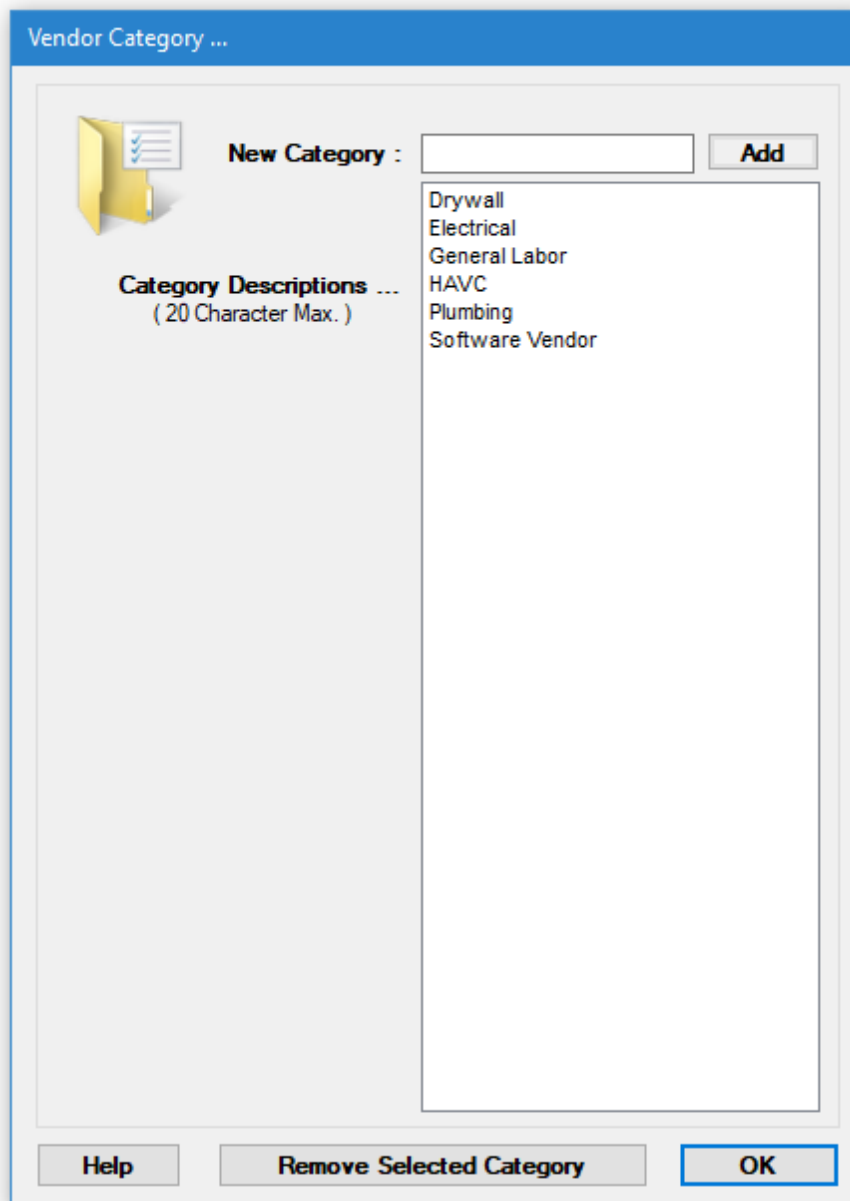 Vendor Category ...
New Category :
Add
Category Descriptions ...
( 20 Character Max. )
Drywall
Electrical
General Labor
HAVC
Plumbing
Software Vendor
Help
Remove Selected Category
OK